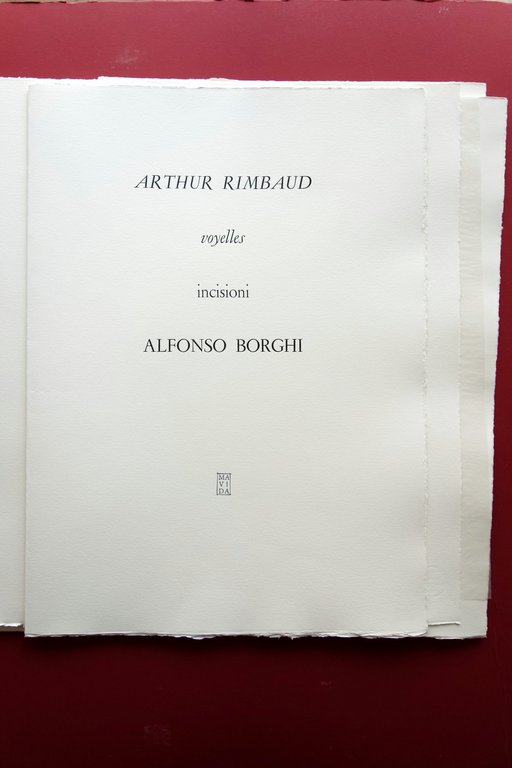 ARTHUR RIMBAUD
voyelles
incisioni
ALFONSO BORGHI
MA
VI
DA